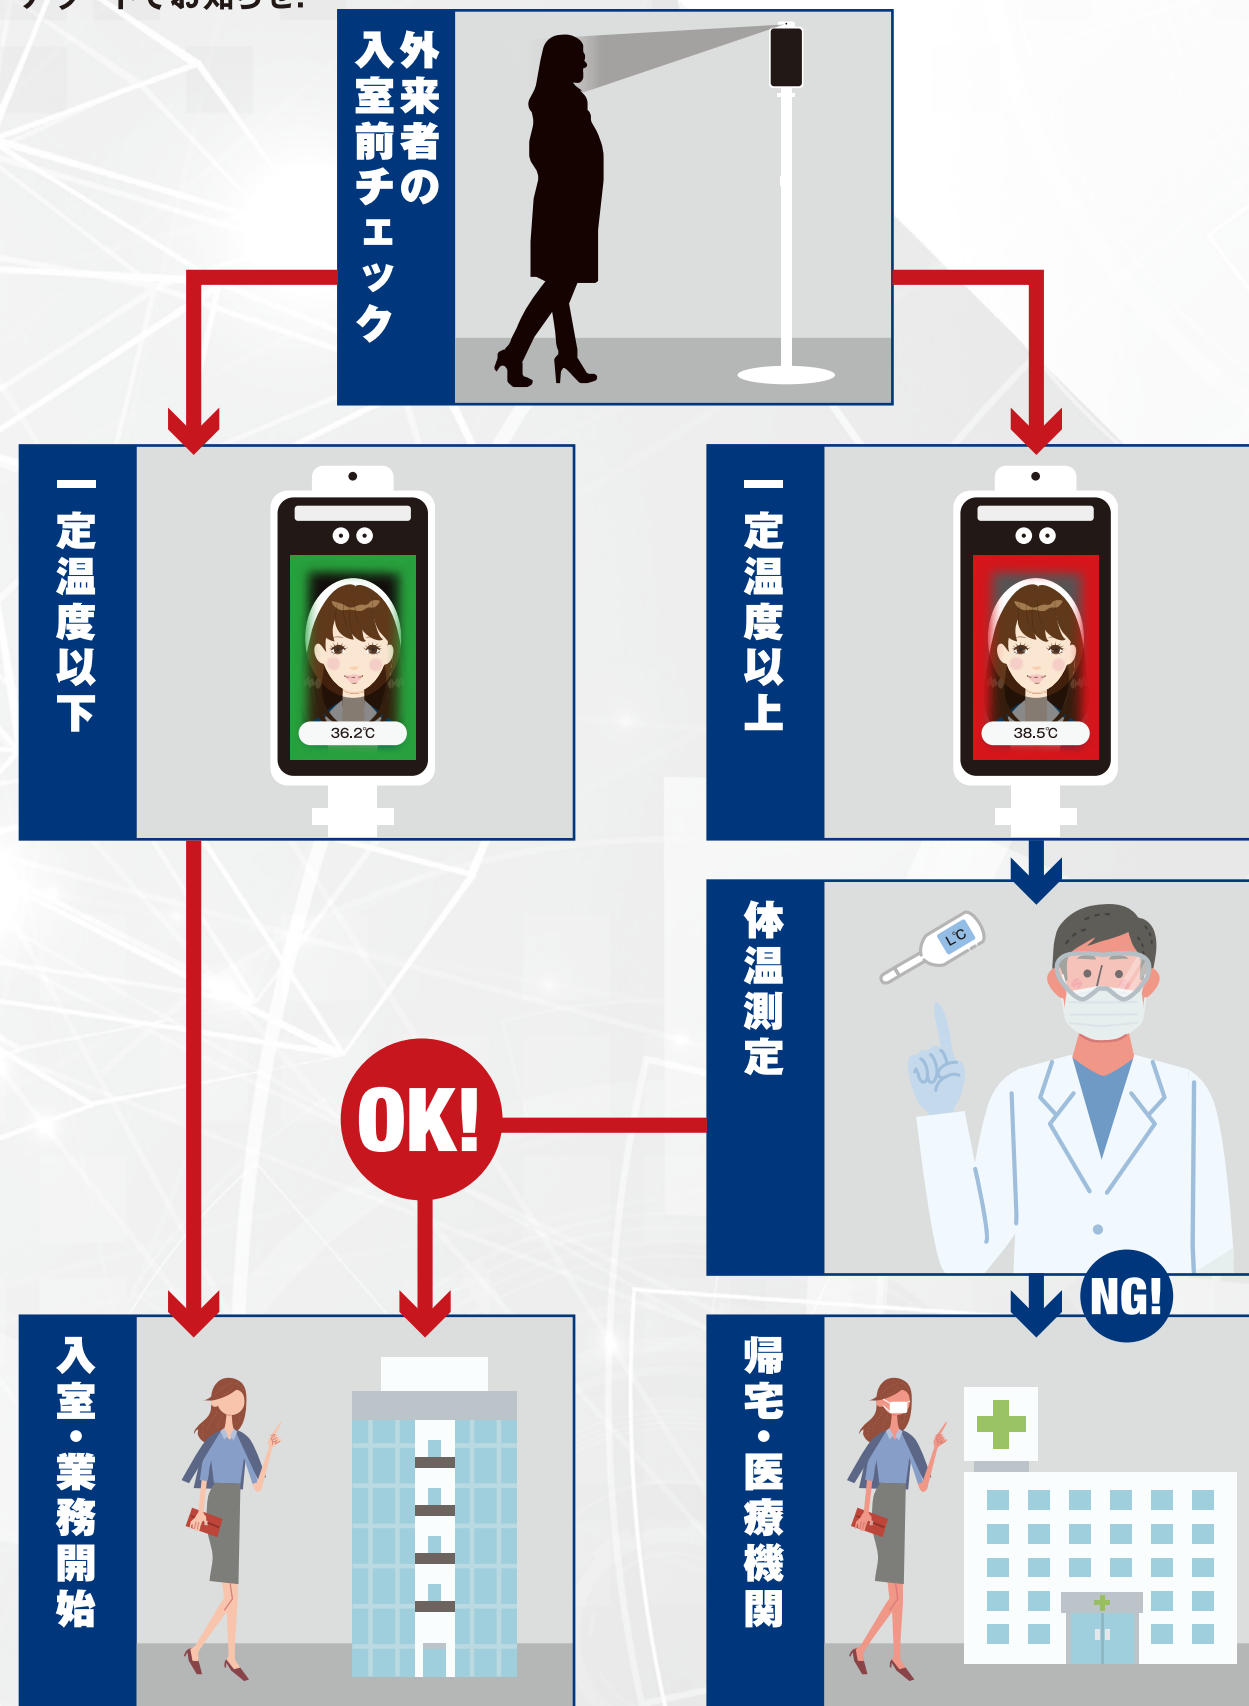 外来者の
入室前チェック
一定温度以下
36.2℃
一定温度以上
38.5℃
体温測定
L℃
OK!
NG!
入室・業務開始
帰宅・医療機関